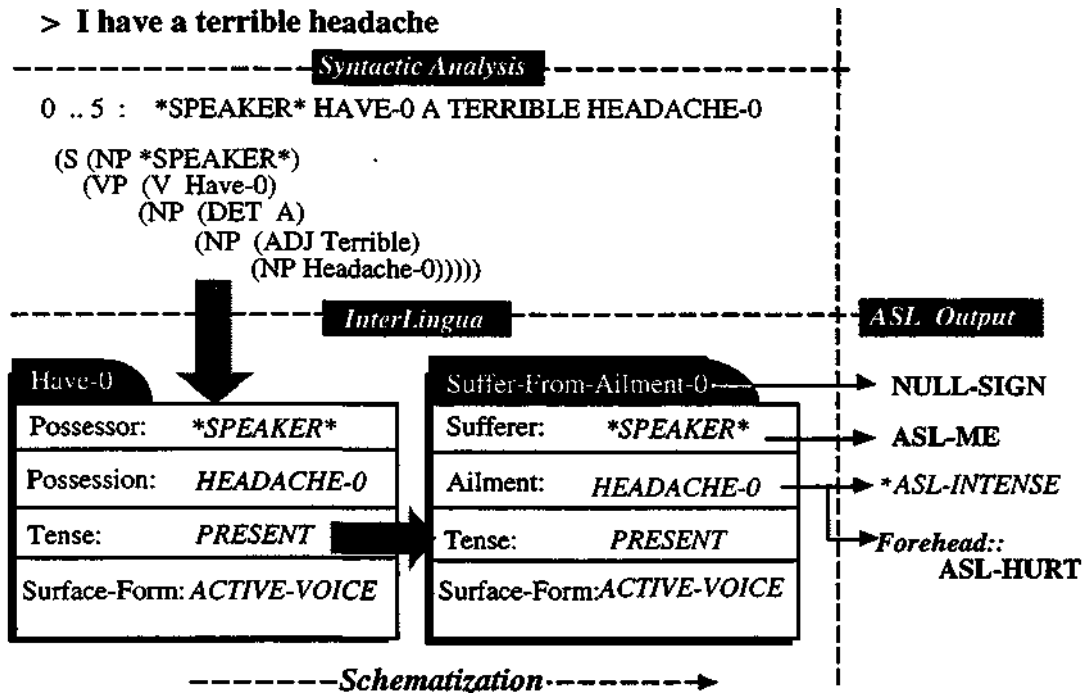 > I have a terrible headache
Syntactic Analysis
0 .. 5 : *SPEAKER* HAVE-0 A TERRIBLE HEADACHE-0
(S (NP *SPEAKER*)
(VP (V Have-0)
(NP (DET A)
(NP (ADJ Terrible)
(NP Headache-0)))))
InterLingua
ASL Output
Have-0
Possessor: *SPEAKER*
Possession: HEADACHE-0
Tense: PRESENT
Surface-Form: ACTIVE-VOICE
Suffer-From-Ailment-0
Sufferer: *SPEAKER*
Ailment: HEADACHE-0
Tense: PRESENT
Surface-Form:ACTIVE-VOICE
NULL-SIGN
ASL-ME
*ASL-INTENSE
Forehead::
ASL-HURT
Schematization